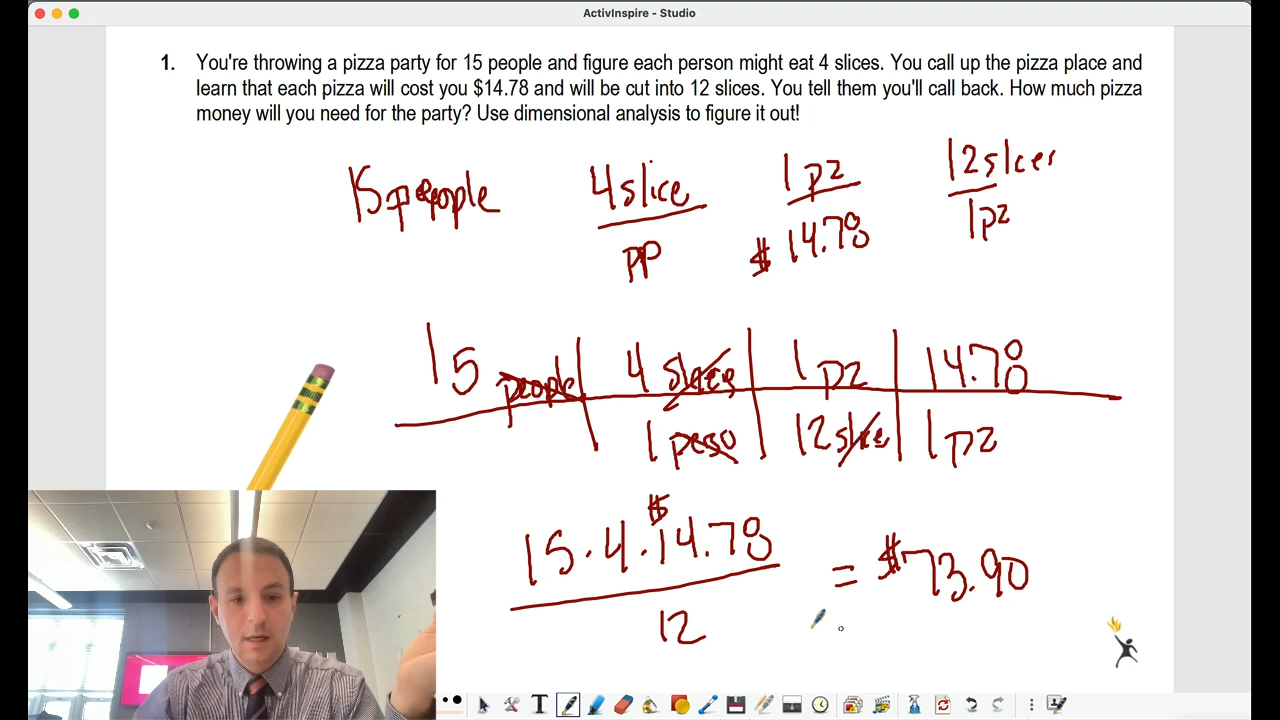 ActivInspire - Studio
1. You're throwing a pizza party for 15 people and figure each person might eat 4 slices. You call up the pizza place and
learn that each pizza will cost you $14.78 and will be cut into 12 slices. You tell them you'll call back. How much pizza
money will you need for the party? Use dimensional analysis to figure it out!
15 people 4 slice 1 pz 12 slices
pp $14.78 1 pz
15 people 4 slices 1 pz 14.78
1 12 slice 1 pz
15 · 4 · $14.78 = $73.90
12
T